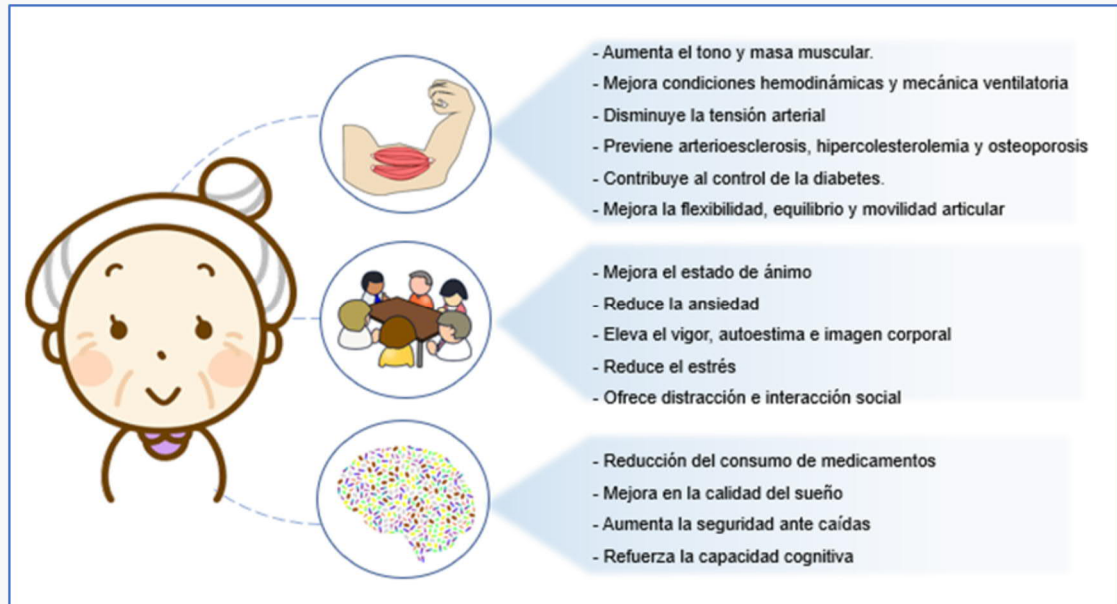 - Aumenta el tono y masa muscular.
- Mejora condiciones hemodinámicas y mecánica ventilatoria
- Disminuye la tensión arterial
- Previene arterioesclerosis, hipercolesterolemia y osteoporosis
- Contribuye al control de la diabetes.
- Mejora la flexibilidad, equilibrio y movilidad articular
- Mejora el estado de ánimo
- Reduce la ansiedad
- Eleva el vigor, autoestima e imagen corporal
- Reduce el estrés
- Ofrece distracción e interacción social
- Reducción del consumo de medicamentos
- Mejora en la calidad del sueño
- Aumenta la seguridad ante caídas
- Refuerza la capacidad cognitiva